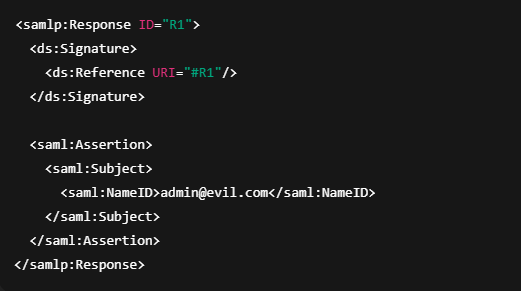 <samlp:Response ID="R1">
  <ds:Signature>
    <ds:Reference URI="#R1"/>
  </ds:Signature>

  <saml:Assertion>
    <saml:Subject>
      <saml:NameID>admin@evil.com</saml:NameID>
    </saml:Subject>
  </saml:Assertion>
</samlp:Response>